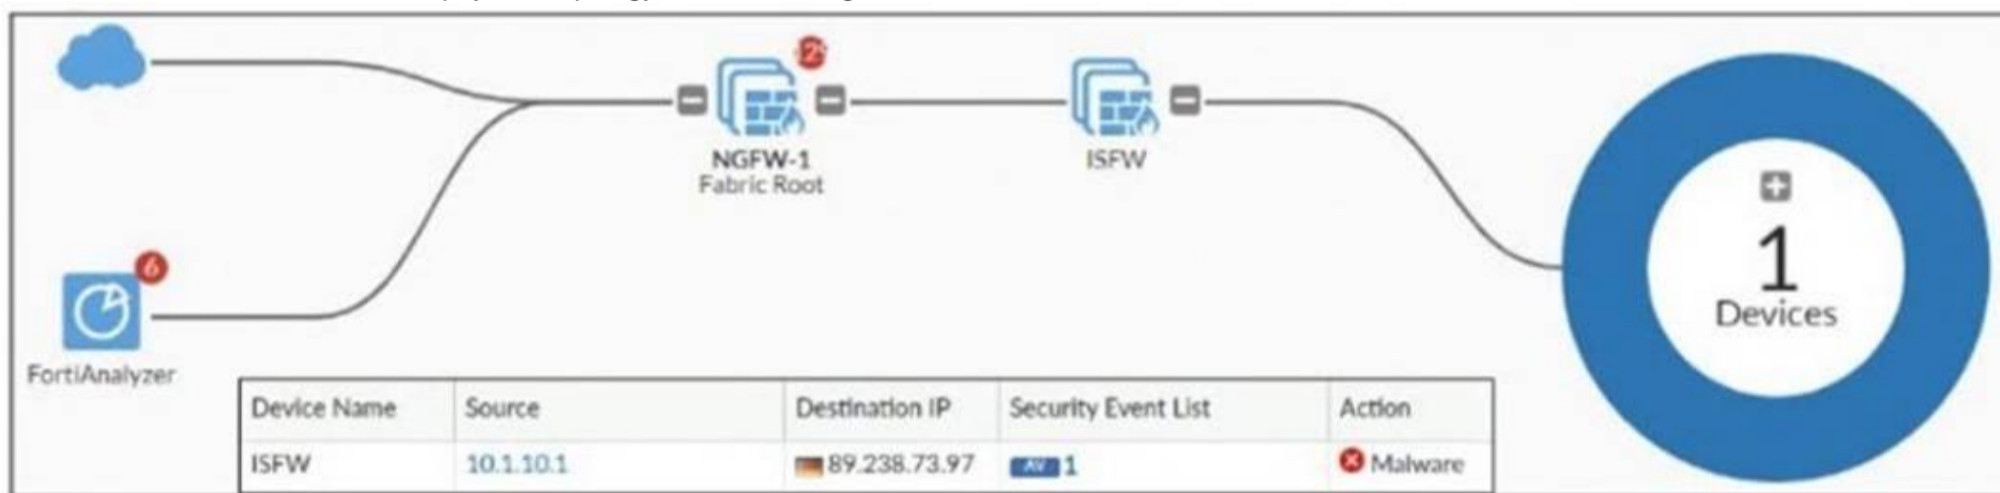 NGFW-1
Fabric Root
ISFW
6
FortiAnalyzer
1
Devices
Device Name Source Destination IP Security Event List Action
ISFW 10.1.10.1 89.238.73.97 AV 1 Malware